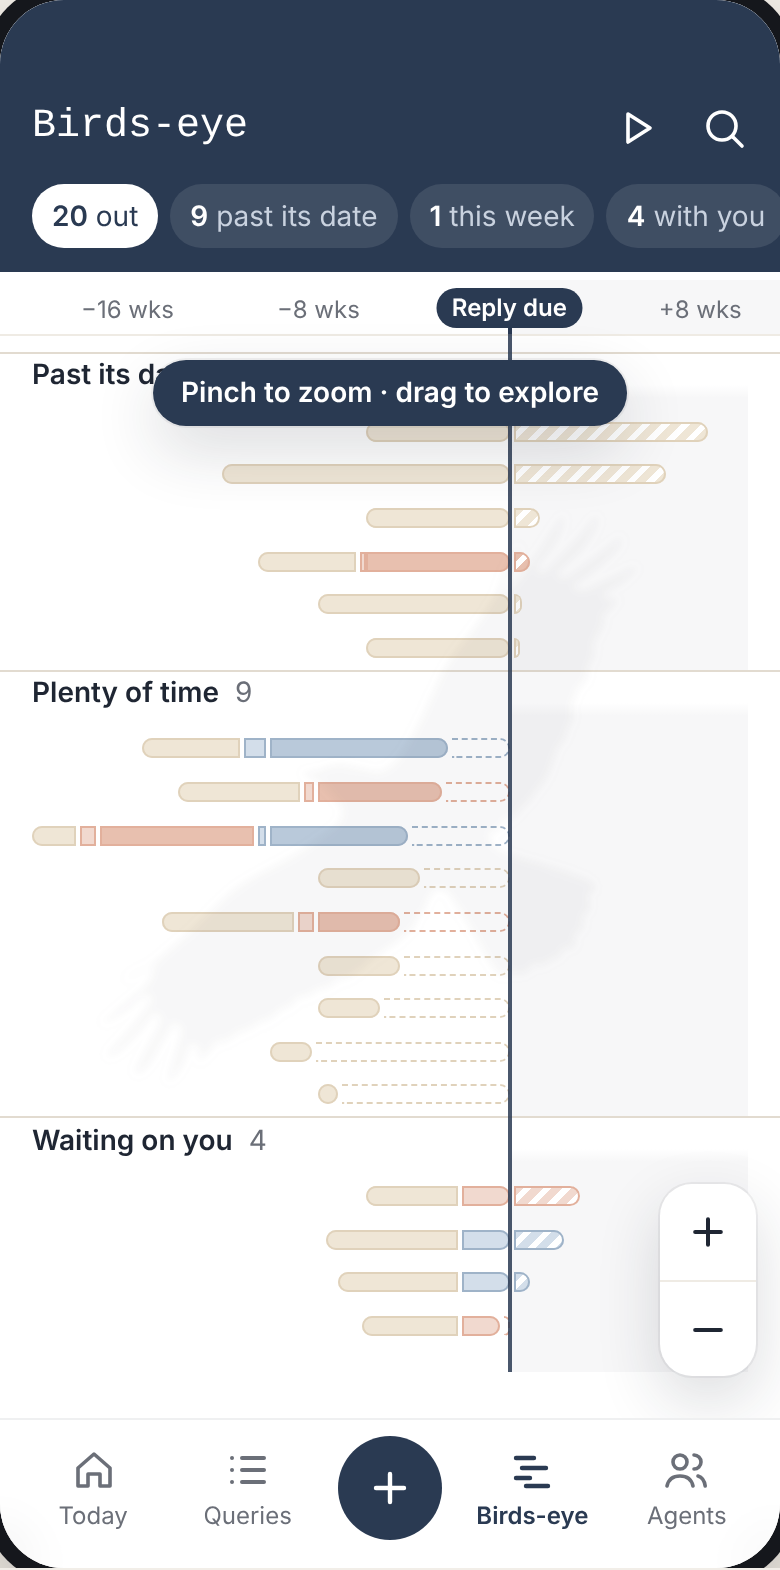 Birds-eye
20 out
9 past its date
1 this week
4 with you
−16 wks
−8 wks
Reply due
+8 wks
Past its da
Pinch to zoom · drag to explore
Plenty of time 9
Waiting on you 4
Today
Queries
Birds-eye
Agents